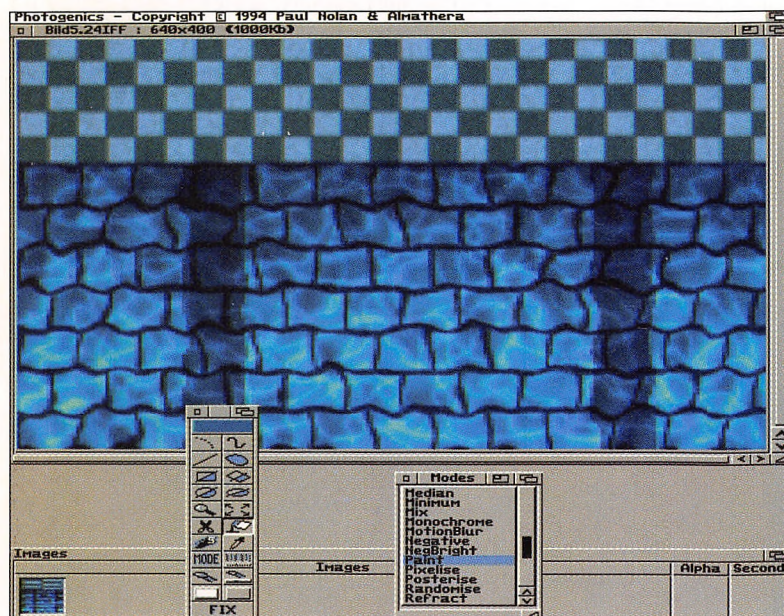 Photogenics - Copyright © 1994 Paul Nolan & Almathera
Bild5.24IFF : 640x400 (1000Kb)
Modes
Median
Minimum
Mix
Monochrome
MotionBlur
Negative
NegBright
Paint
Pixelise
Posterise
Randomise
Refract
MODE
FIX
Images
Images
Alpha
Second